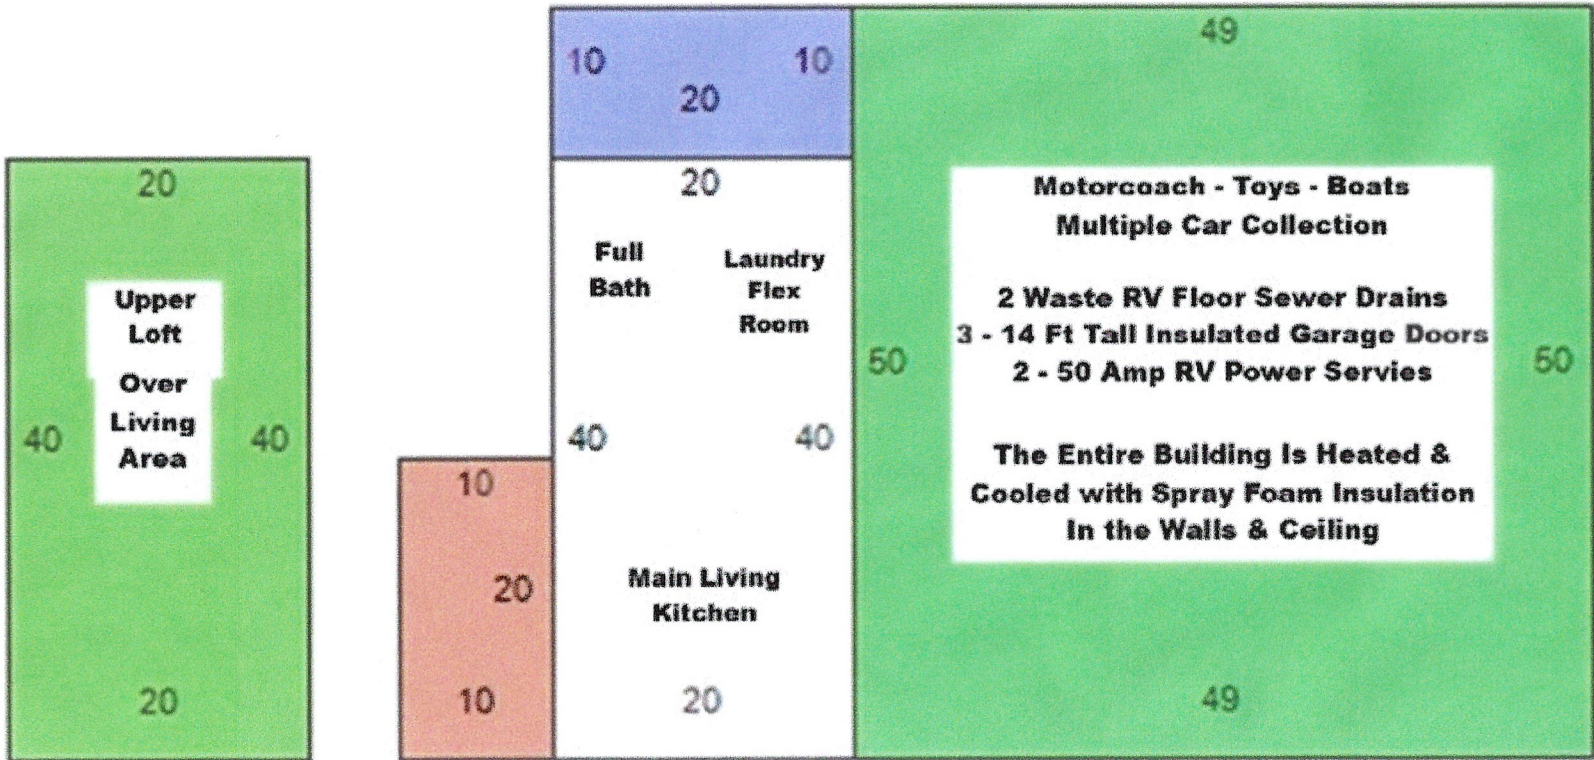 20
Upper
Loft
Over
Living
Area
40
40
20
10
10
20
20
Full
Bath
Laundry
Flex
Room
40
40
Main Living
Kitchen
20
10
20
10
49
Motorcoach - Toys - Boats
Multiple Car Collection
2 Waste RV Floor Sewer Drains
3 - 14 Ft Tall Insulated Garage Doors
2 - 50 Amp RV Power Servies
The Entire Building Is Heated &
Cooled with Spray Foam Insulation
In the Walls & Ceiling
50
50
49